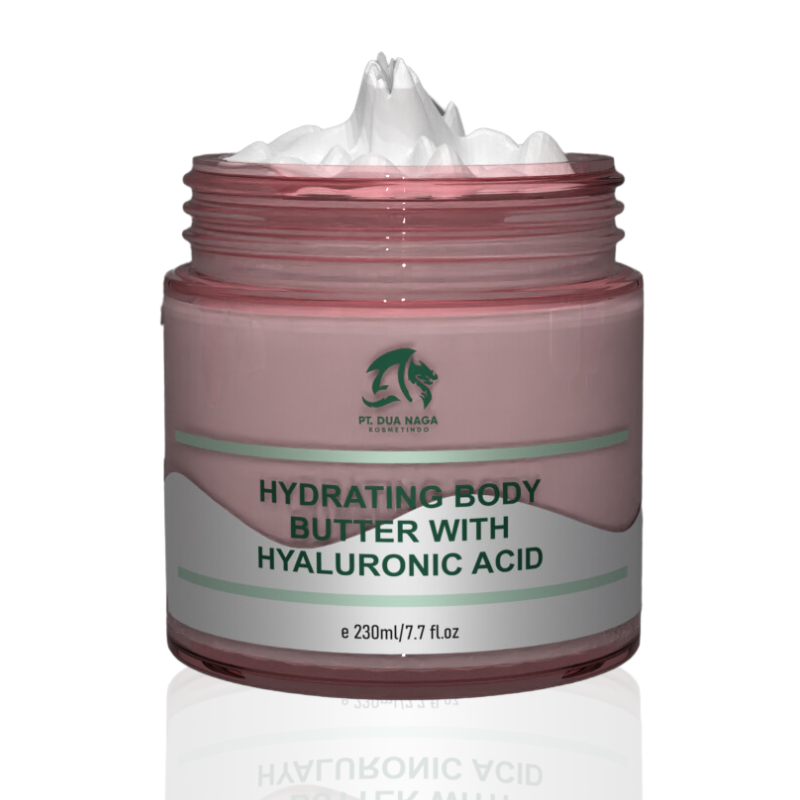 PT. DUA NAGA
KOSMETINDO
HYDRATING BODY
BUTTER WITH
HYALURONIC ACID
e 230ml/7.7 fl.oz